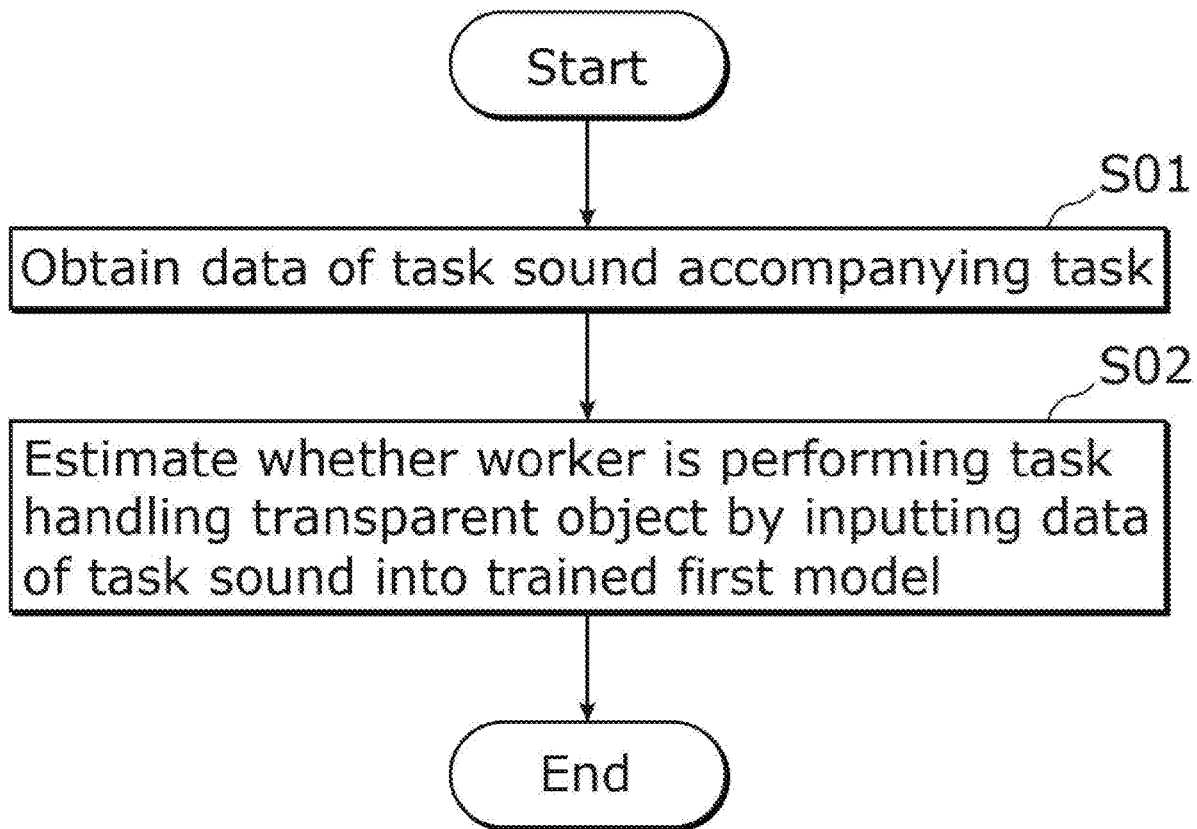 Start
S01
Obtain data of task sound accompanying task
S02
Estimate whether worker is performing task
handling transparent object by inputting data
of task sound into trained first model
End